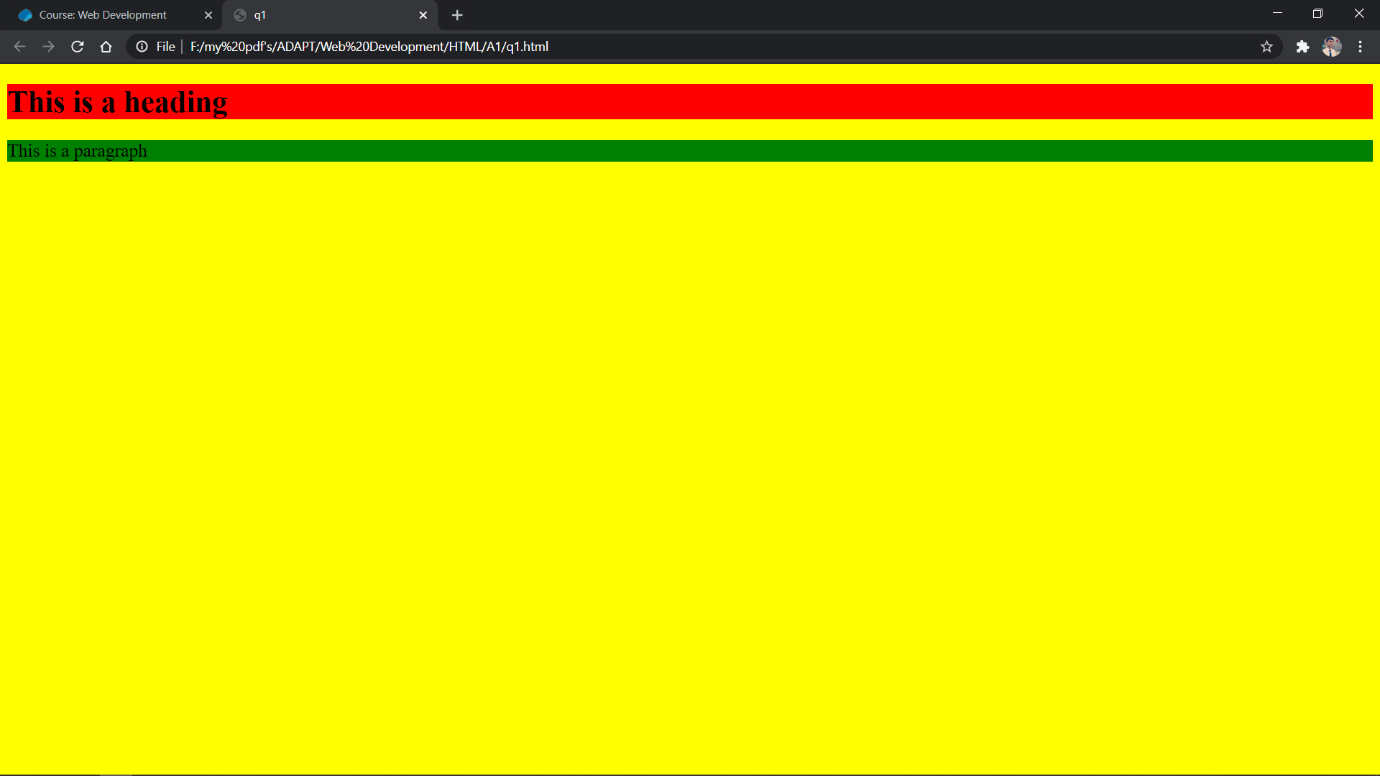 Course: Web Development
q1
File
F:/my%20pdf's/ADAPT/Web%20Development/HTML/A1/q1.html
This is a heading
This is a paragraph